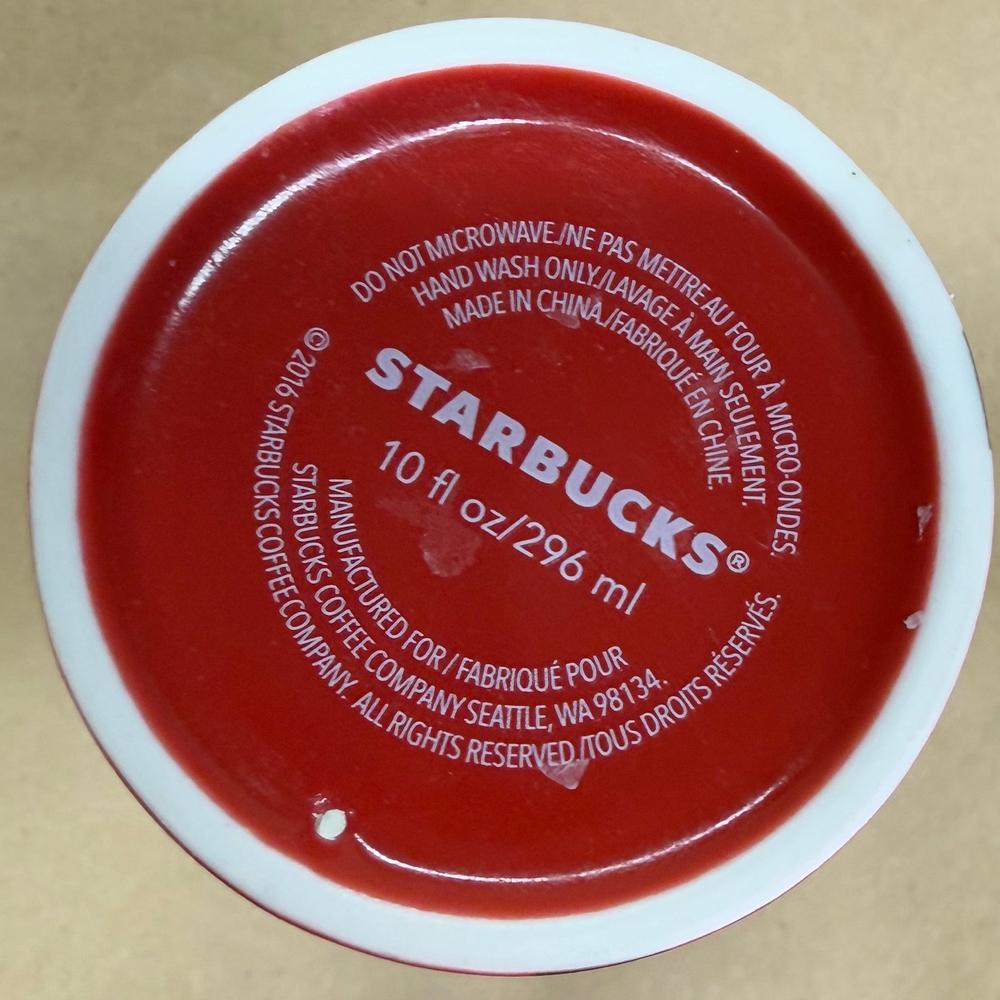 DO NOT MICROWAVE./NE PAS METTRE AU FOUR À MICRO-ONDES.
HAND WASH ONLY./LAVAGE À MAIN SEULEMENT.
MADE IN CHINA./FABRIQUÉ EN CHINE.
STARBUCKS®
10 fl oz/296 ml
MANUFACTURED FOR / FABRIQUÉ POUR
STARBUCKS COFFEE COMPANY SEATTLE, WA 98134.
© 2016 STARBUCKS COFFEE COMPANY. ALL RIGHTS RESERVED./TOUS DROITS RÉSERVÉS.